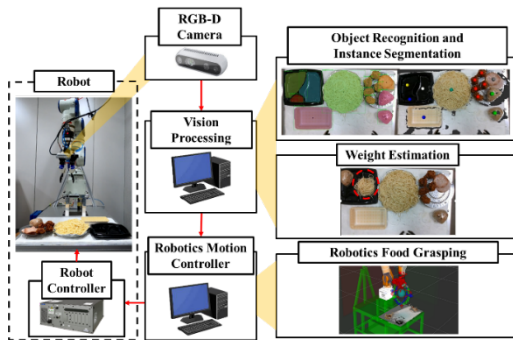 RGB-D
Camera
Object Recognition and
Instance Segmentation
Robot
Vision
Processing
Weight Estimation
Robotics Motion
Controller
Robotics Food Grasping
Robot
Controller